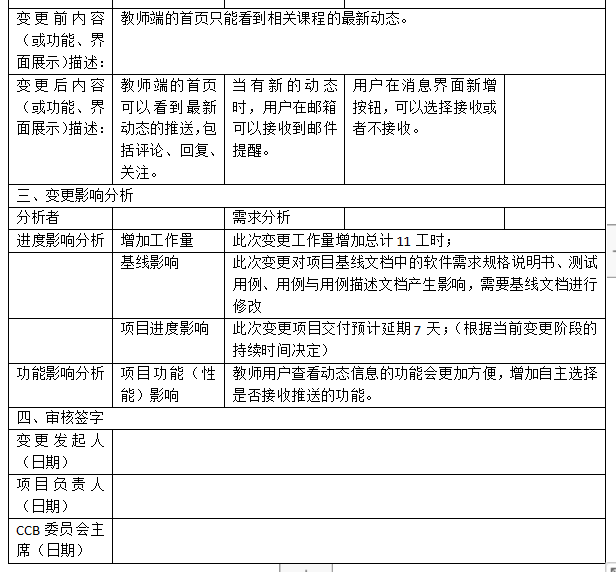 变更前内容
（或功能、界
面展示）描述：
教师端的首页只能看到相关课程的最新动态。
变更后内容
（或功能、界
面展示）描述：
教师端的首页
可以看到最新
动态的推送，包
括评论、回复、
关注。
当有新的动态
时，用户在邮箱
可以接收到邮件
提醒。
用户在消息界面新增
按钮，可以选择接收或
者不接收。
三、变更影响分析
分析者
需求分析
进度影响分析
增加工作量
此次变更工作量增加总计 11 工时；
基线影响
此次变更对项目基线文档中的软件需求规格说明书、测试
用例、用例与用例描述文档产生影响，需要基线文档进行
修改
项目进度影响
此次变更项目交付预计延期 7 天；（根据当前变更阶段的
持续时间决定）
功能影响分析
项目功能（性
能）影响
教师用户查看动态信息的功能会更加方便，增加自主选择
是否接收推送的功能。
四、审核签字
变更发起人
（日期）
项目负责人
（日期）
CCB 委员会主
席（日期）